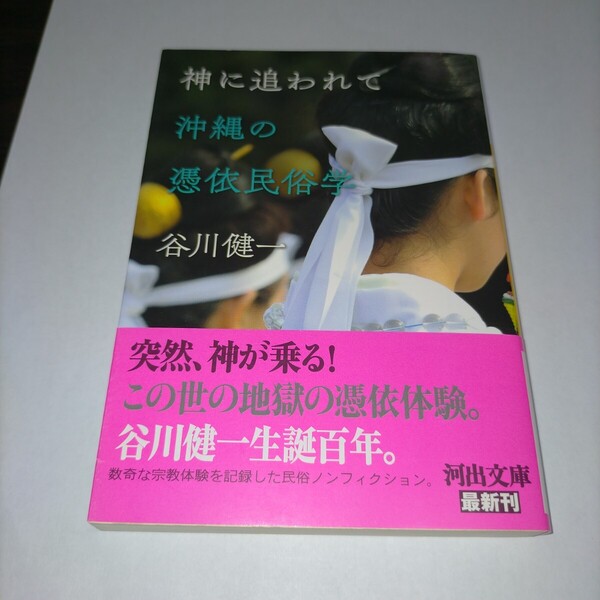 神に追われて
沖縄の
憑依民俗学
谷川健一
突然、神が乗る!
この世の地獄の憑依体験。
谷川健一生誕百年。
数奇な宗教体験を記録した民俗ノンフィクション。
河出文庫
最新刊